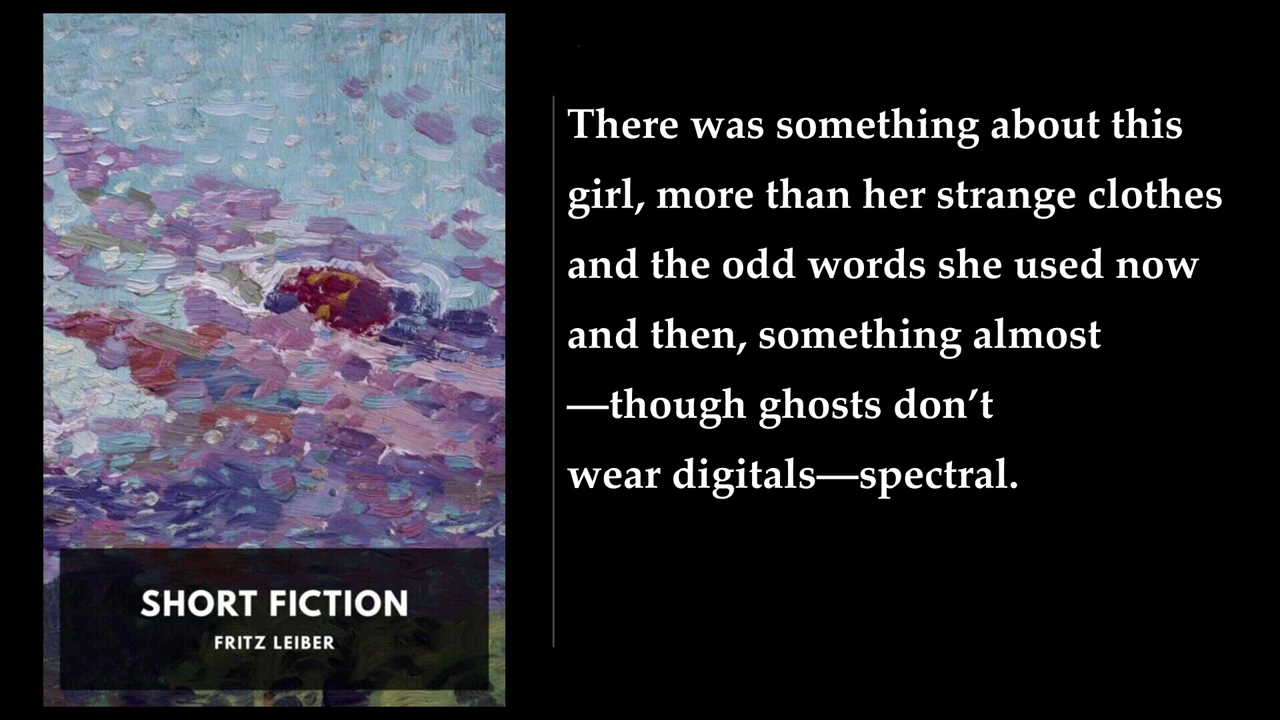 SHORT FICTION
FRITZ LEIBER
There was something about this
girl, more than her strange clothes
and the odd words she used now
and then, something almost
—though ghosts don’t
wear digitals—spectral.